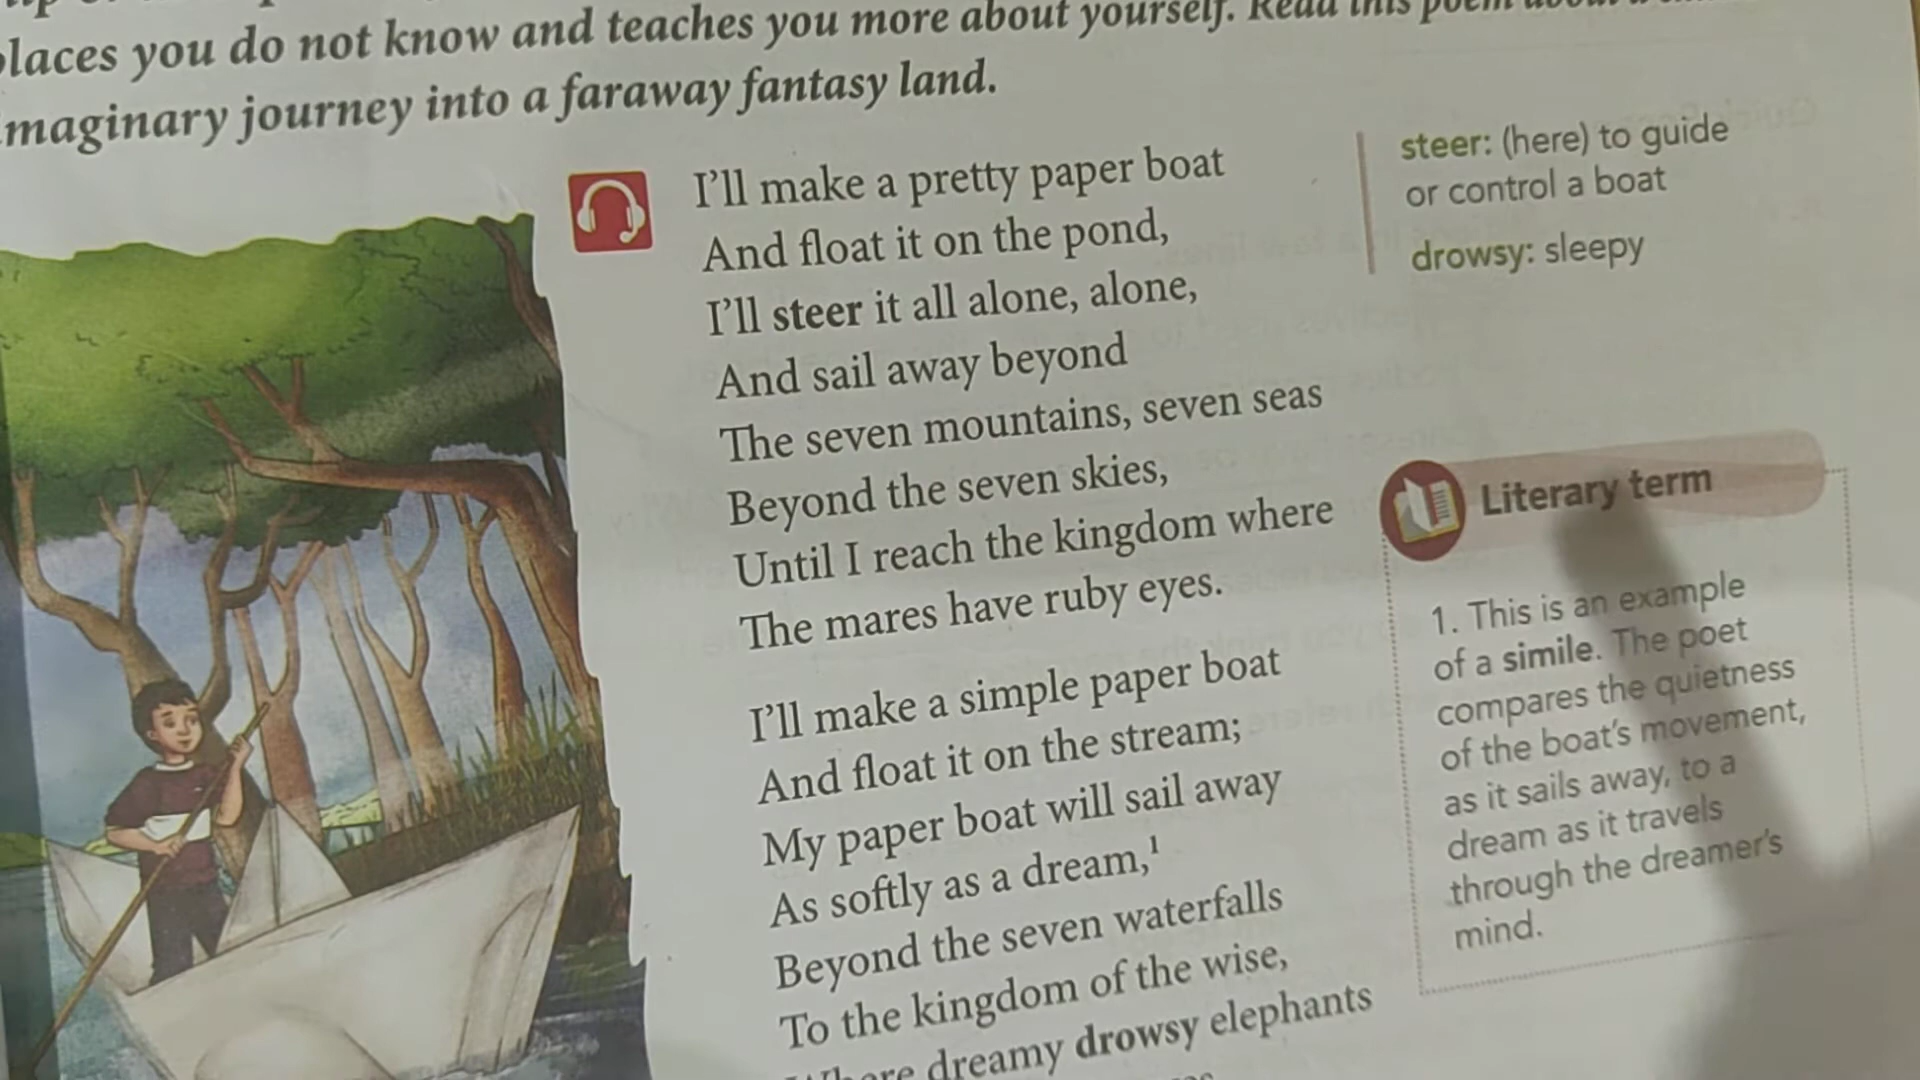 places you do not know and teaches you more about yourself. Read this poem about a
imaginary journey into a faraway fantasy land.
I'll make a pretty paper boat
And float it on the pond,
I'll steer it all alone, alone,
And sail away beyond
The seven mountains, seven seas
Beyond the seven skies,
Until I reach the kingdom where
The mares have ruby eyes.
I'll make a simple paper boat
And float it on the stream;
My paper boat will sail away
As softly as a dream,¹
Beyond the seven waterfalls
To the kingdom of the wise,
Where dreamy drowsy elephants
steer: (here) to guide
or control a boat
drowsy: sleepy
Literary term
1. This is an example
of a simile. The poet
compares the quietness
of the boat's movement,
as it sails away, to a
dream as it travels
through the dreamer's
mind.